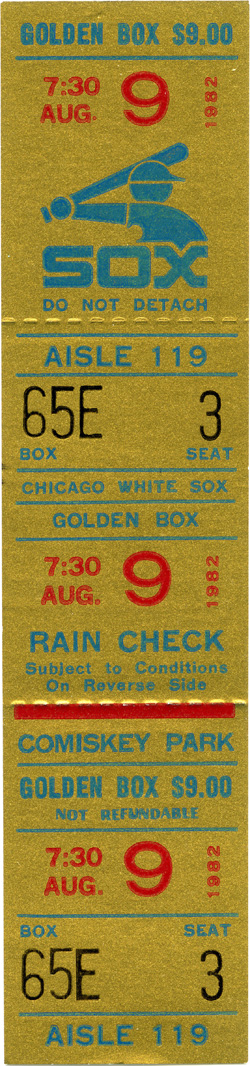 GOLDEN BOX $9.00
7:30 AUG. 9 1982
SOX
DO NOT DETACH
AISLE 119
65E 3
BOX SEAT
CHICAGO WHITE SOX
GOLDEN BOX
7:30 AUG. 9 1982
RAIN CHECK
Subject to Conditions
On Reverse Side
COMISKEY PARK
GOLDEN BOX $9.00
NOT REFUNDABLE
7:30 AUG. 9 1982
BOX SEAT
65E 3
AISLE 119